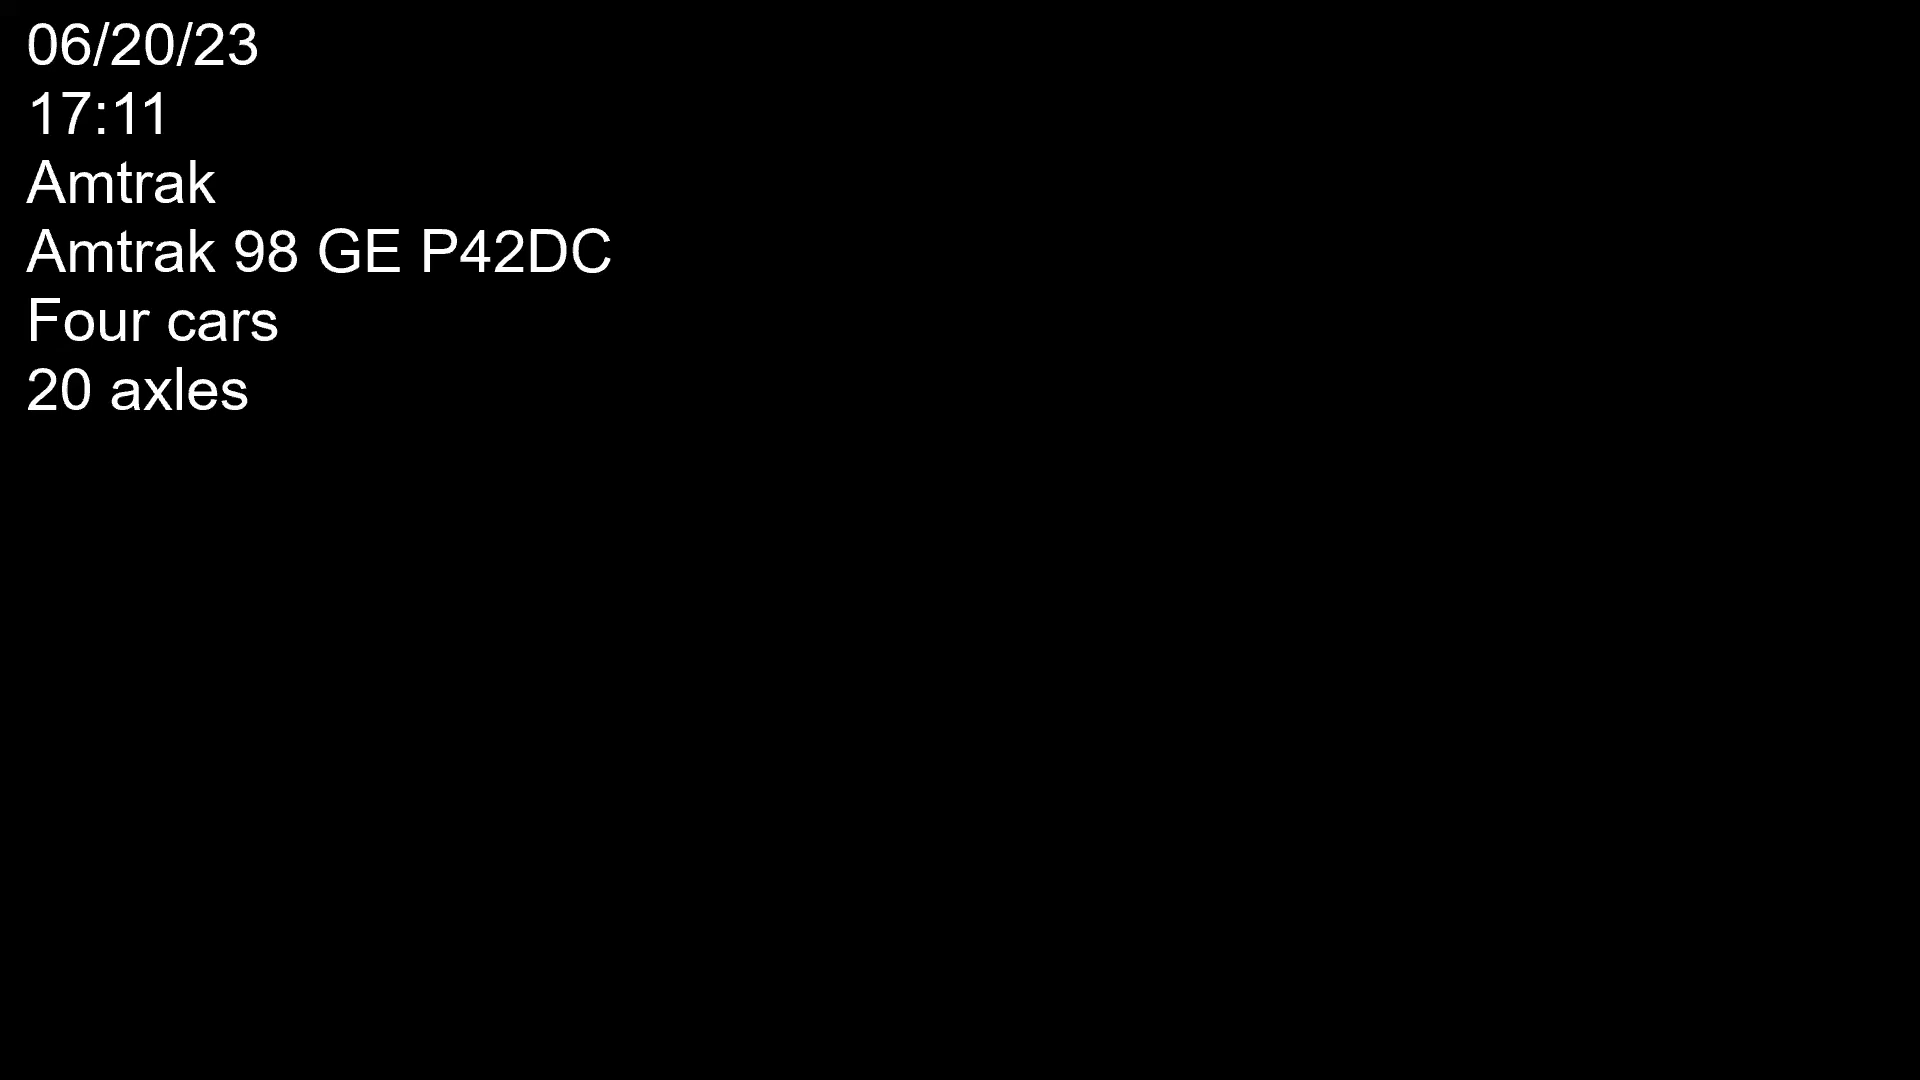 06/20/23
17:11
Amtrak
Amtrak 98 GE P42DC
Four cars
20 axles